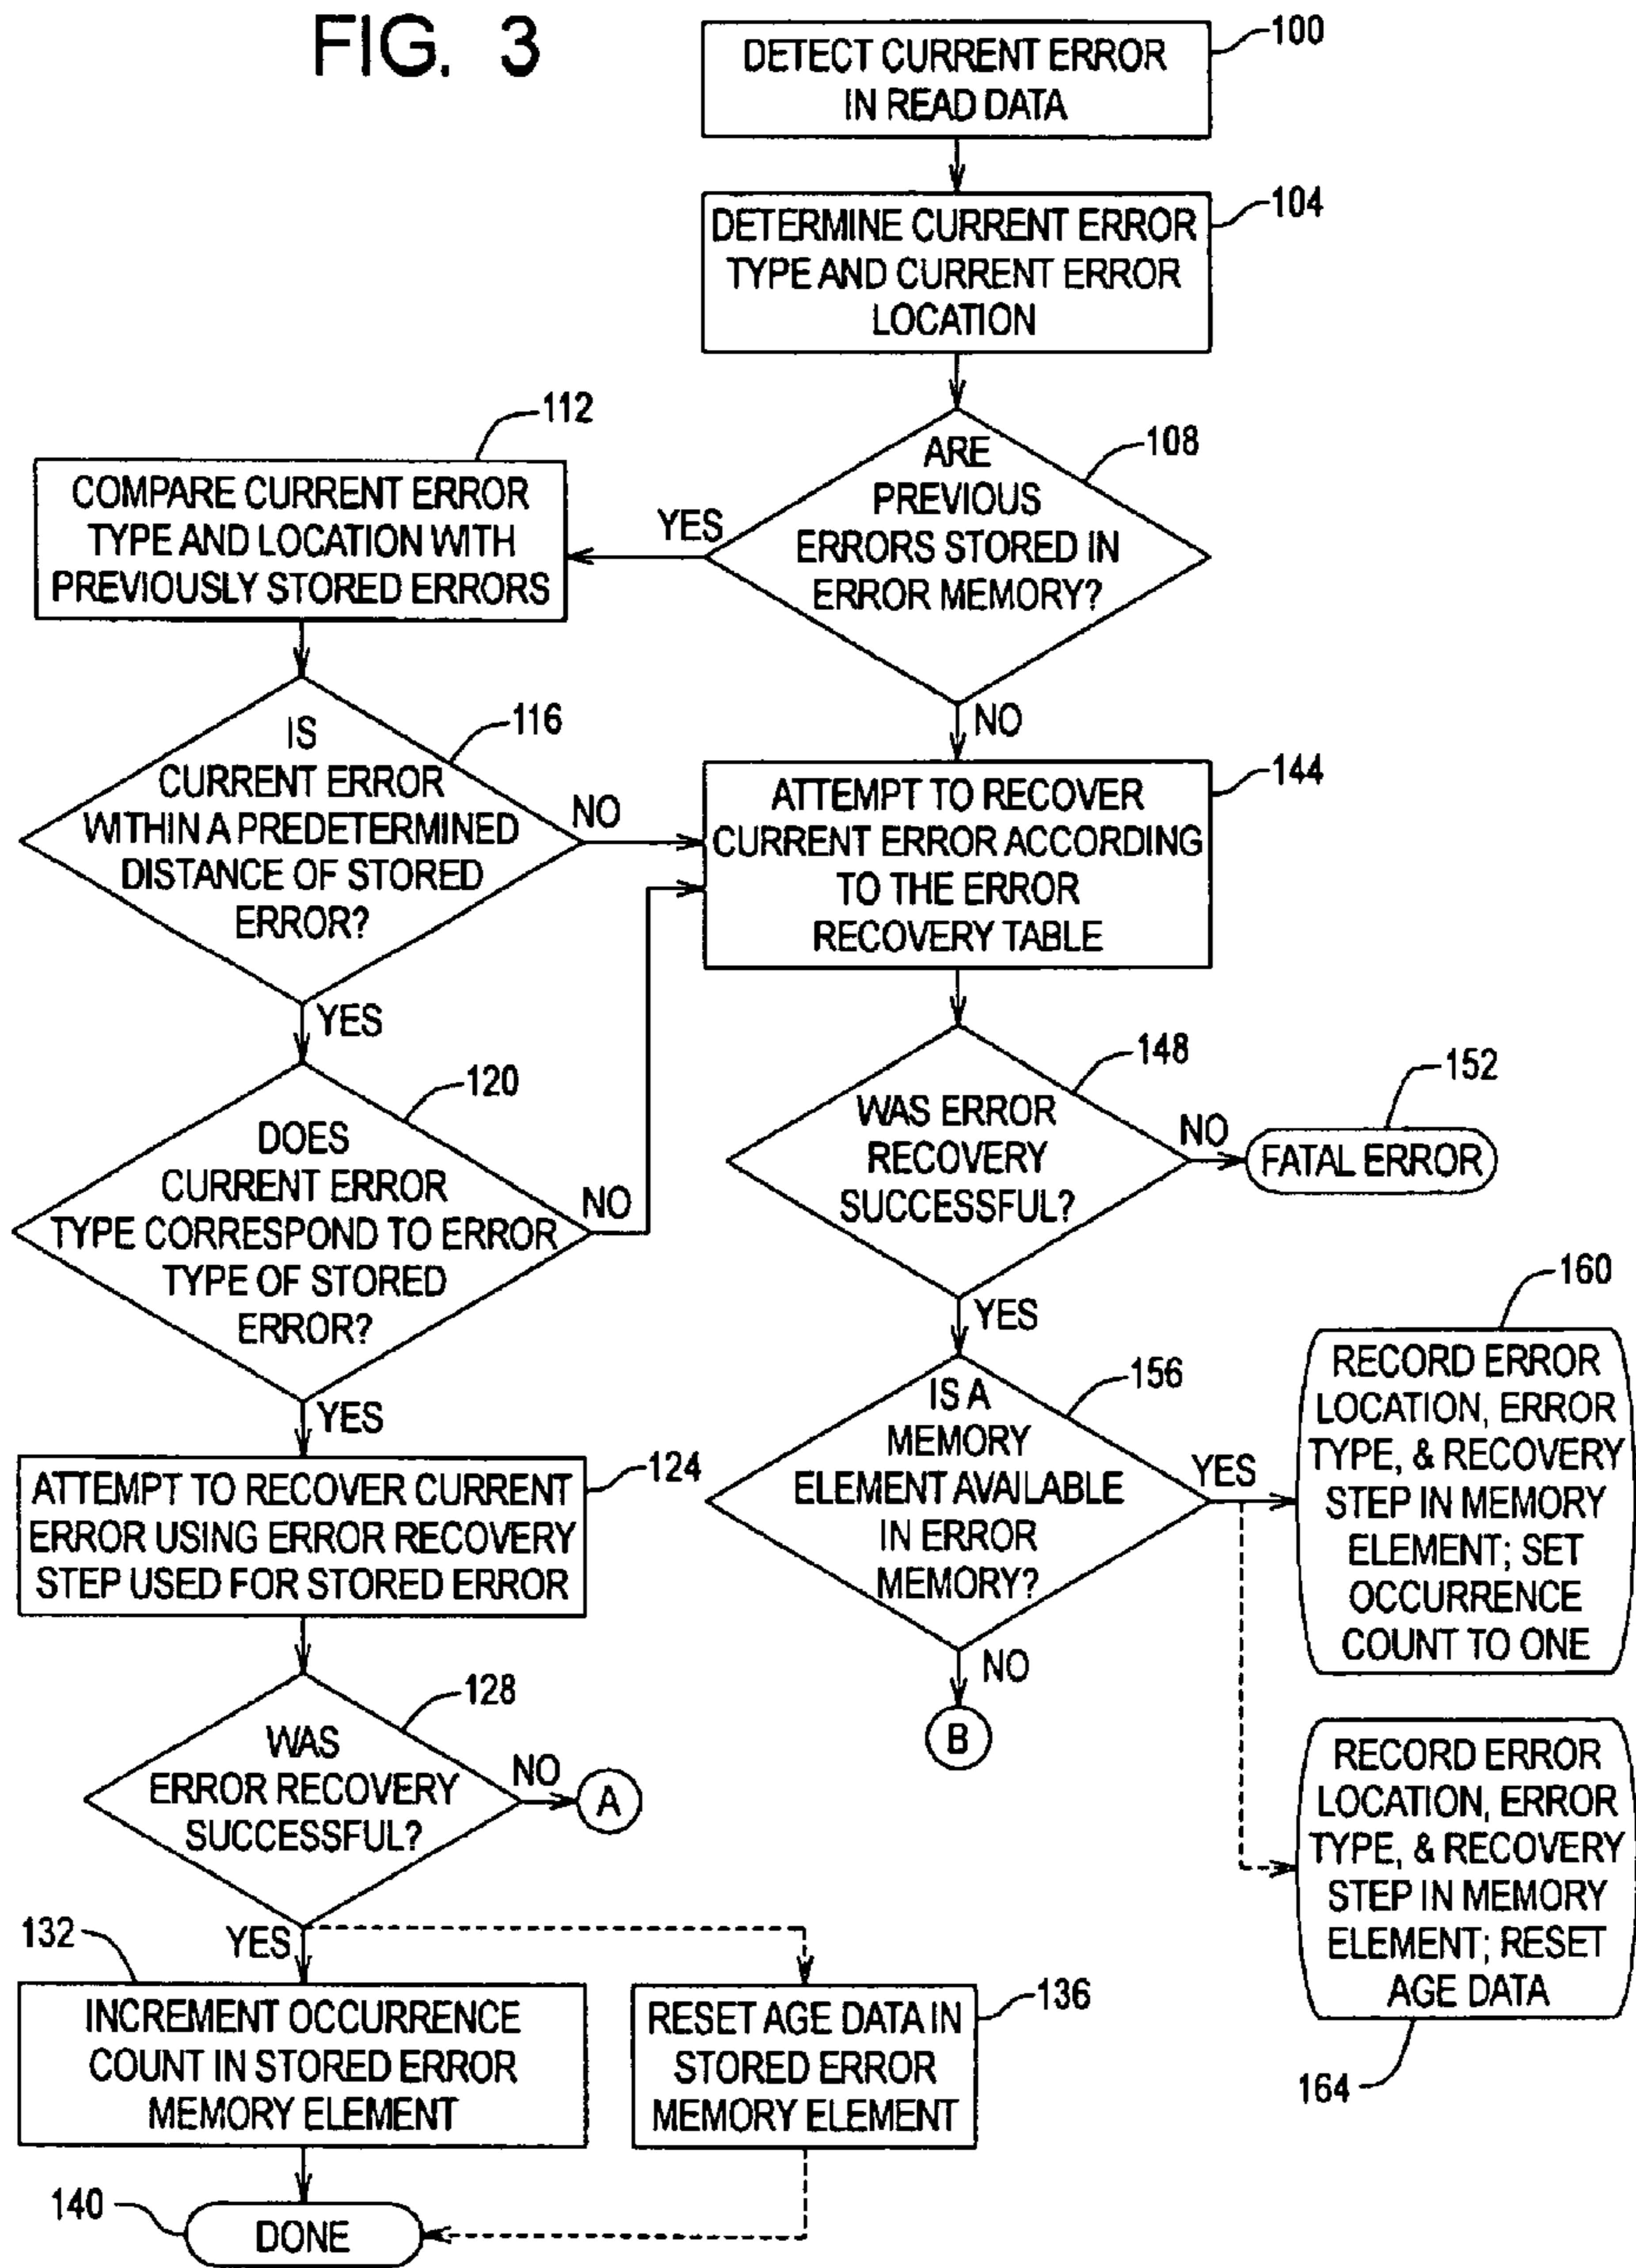 FIG. 3
DETECT CURRENT ERROR
IN READ DATA
100
DETERMINE CURRENT ERROR
TYPE AND CURRENT ERROR
LOCATION
104
ARE
PREVIOUS
ERRORS STORED IN
ERROR MEMORY?
108
YES
NO
112
COMPARE CURRENT ERROR
TYPE AND LOCATION WITH
PREVIOUSLY STORED ERRORS
IS
CURRENT ERROR
WITHIN A PREDETERMINED
DISTANCE OF STORED
ERROR?
116
NO
YES
ATTEMPT TO RECOVER
CURRENT ERROR ACCORDING
TO THE ERROR
RECOVERY TABLE
144
DOES
CURRENT ERROR
TYPE CORRESPOND TO ERROR
TYPE OF STORED
ERROR?
120
NO
YES
WAS ERROR
RECOVERY
SUCCESSFUL?
148
NO
152
FATAL ERROR
YES
ATTEMPT TO RECOVER CURRENT
ERROR USING ERROR RECOVERY
STEP USED FOR STORED ERROR
124
IS A
MEMORY
ELEMENT AVAILABLE
IN ERROR
MEMORY?
156
YES
NO
B
160
RECORD ERROR
LOCATION, ERROR
TYPE, & RECOVERY
STEP IN MEMORY
ELEMENT; SET
OCCURRENCE
COUNT TO ONE
WAS
ERROR RECOVERY
SUCCESSFUL?
128
NO
A
YES
RECORD ERROR
LOCATION, ERROR
TYPE, & RECOVERY
STEP IN MEMORY
ELEMENT; RESET
AGE DATA
164
132
INCREMENT OCCURRENCE
COUNT IN STORED ERROR
MEMORY ELEMENT
RESET AGE DATA IN
STORED ERROR
MEMORY ELEMENT
136
140
DONE